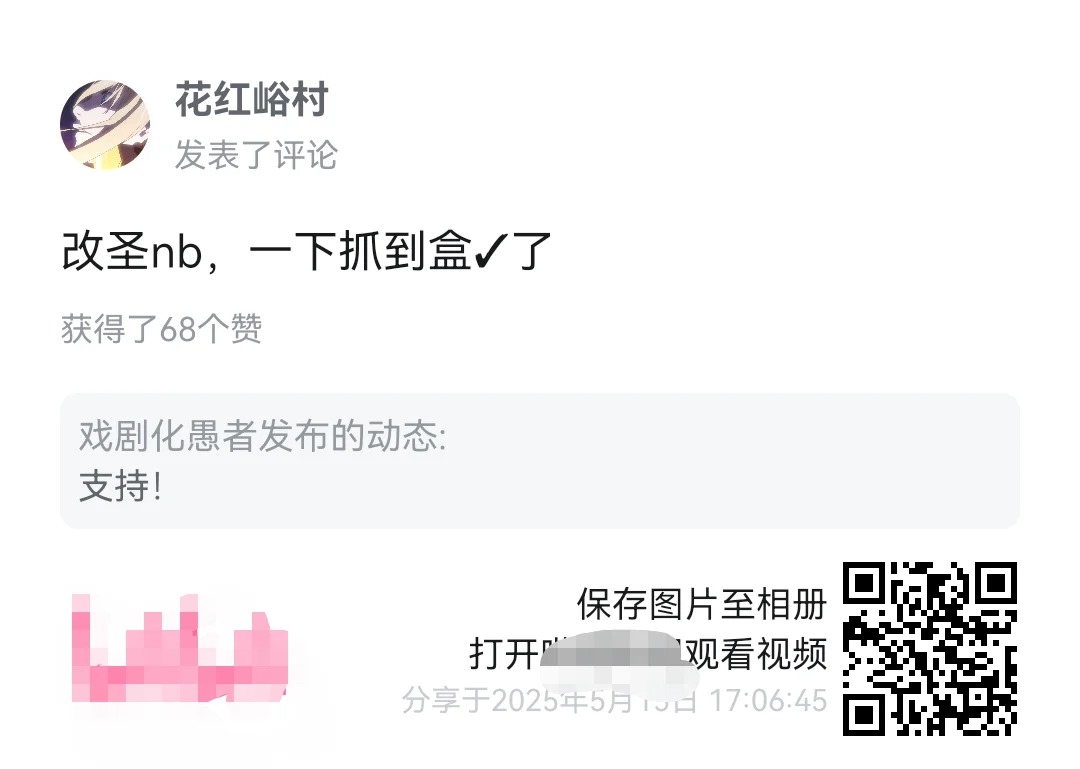 花红峪村
发表了评论
改圣nb，一下抓到盒✓了
获得了68个赞
戏剧化愚者发布的动态:
支持!
保存图片至相册
打开 观看视频
分享于2025年5月15日 17:06:45